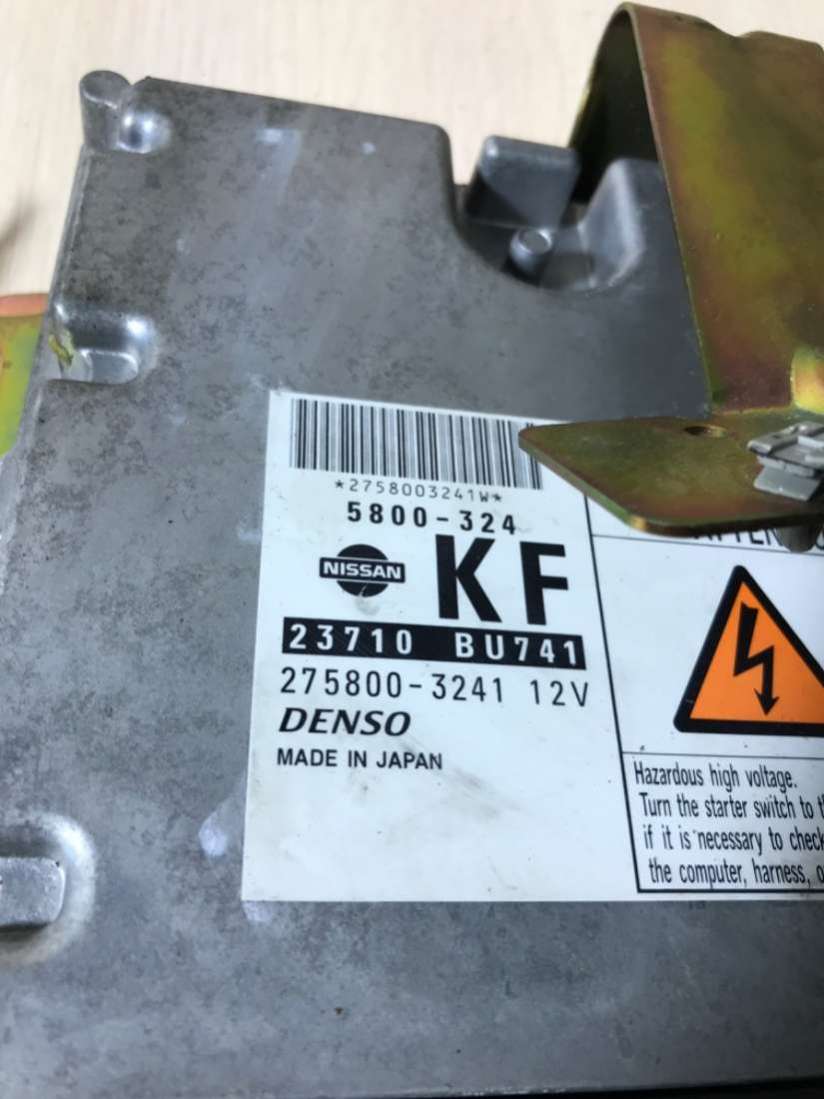 *2758003241W*
5800-324
NISSAN
KF
23710 BU741
275800-3241 12V
DENSO
MADE IN JAPAN
Hazardous high voltage.
Turn the starter switch to
if it is necessary to check
the computer, harness,